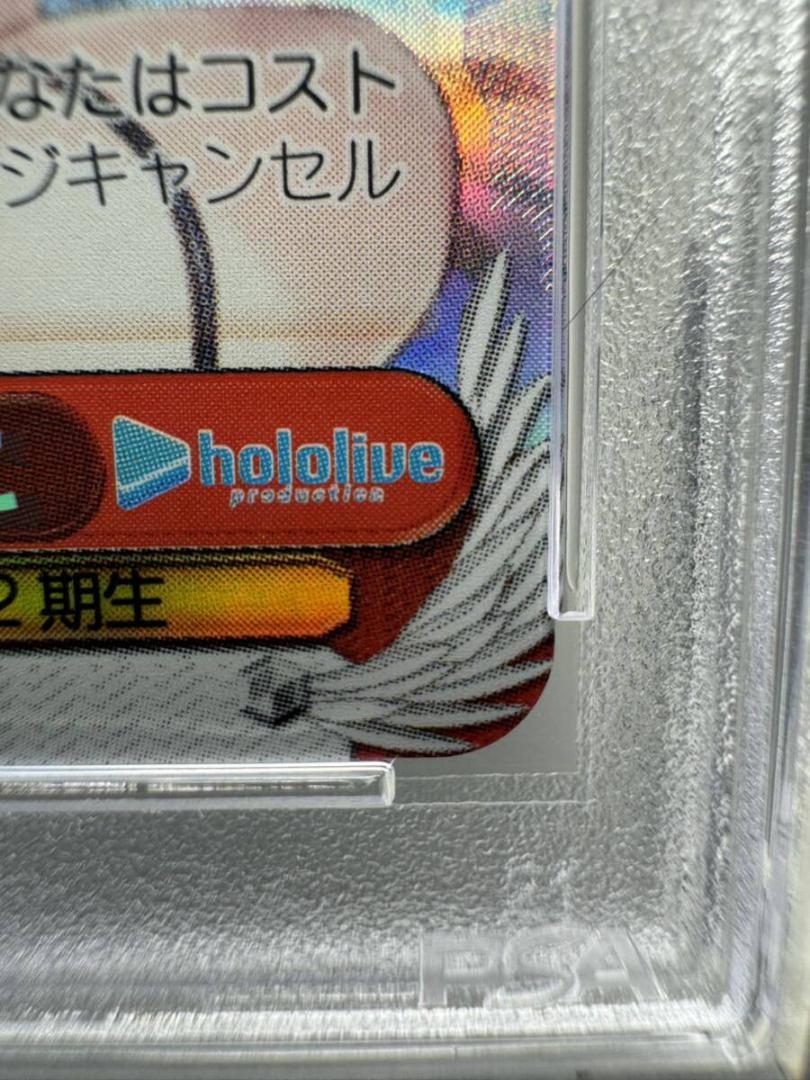 なたはコスト
ジキャンセル
hololive
production
2期生
PSA